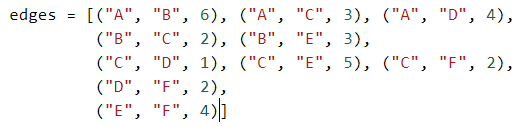 edges = [("A", "B", 6), ("A", "C", 3), ("A", "D", 4),
("B", "C", 2), ("B", "E", 3),
("C", "D", 1), ("C", "E", 5), ("C", "F", 2),
("D", "F", 2),
("E", "F", 4)]